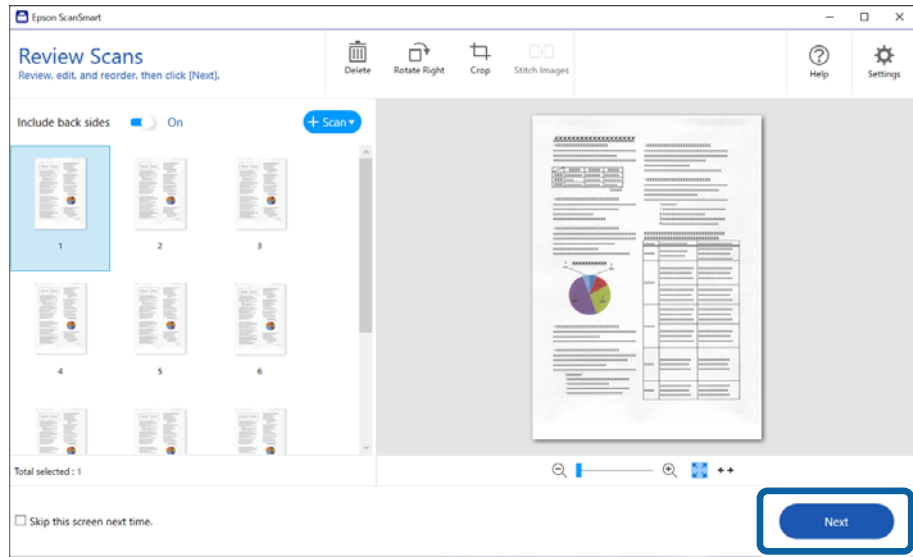 Epson ScanSmart
Review Scans
Review, edit, and reorder, then click [Next].
Delete
Rotate Right
Crop
Stitch Images
Help
Settings
Include back sides
On
+ Scan
1
2
3
4
5
6
Total selected : 1
Skip this screen next time.
Next